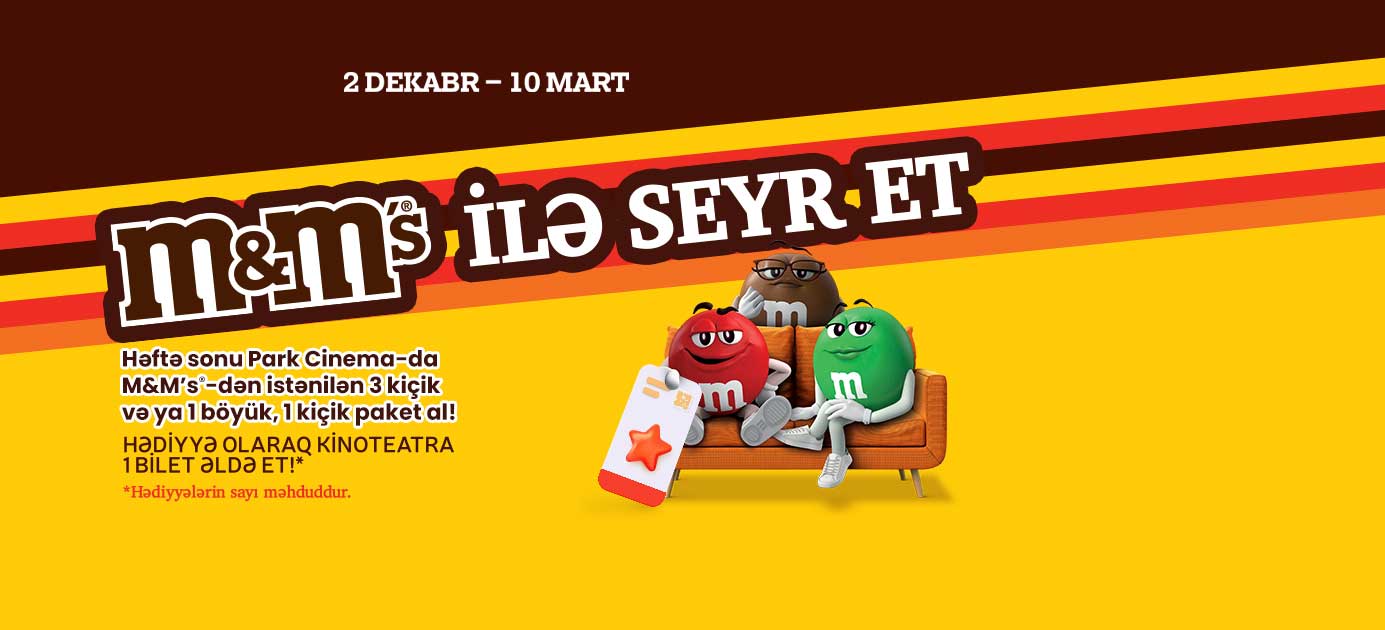 2 DEKABR – 10 MART
m&m's® İLƏ SEYR ET
Həftə sonu Park Cinema-da
M&M's®-dən istənilən 3 kiçik
və ya 1 böyük, 1 kiçik paket al!
HƏDİYYƏ OLARAQ KİNOTEATRA
1 BİLET ƏLDƏ ET!*
*Hədiyyələrin sayı məhduddur.
m
m
m